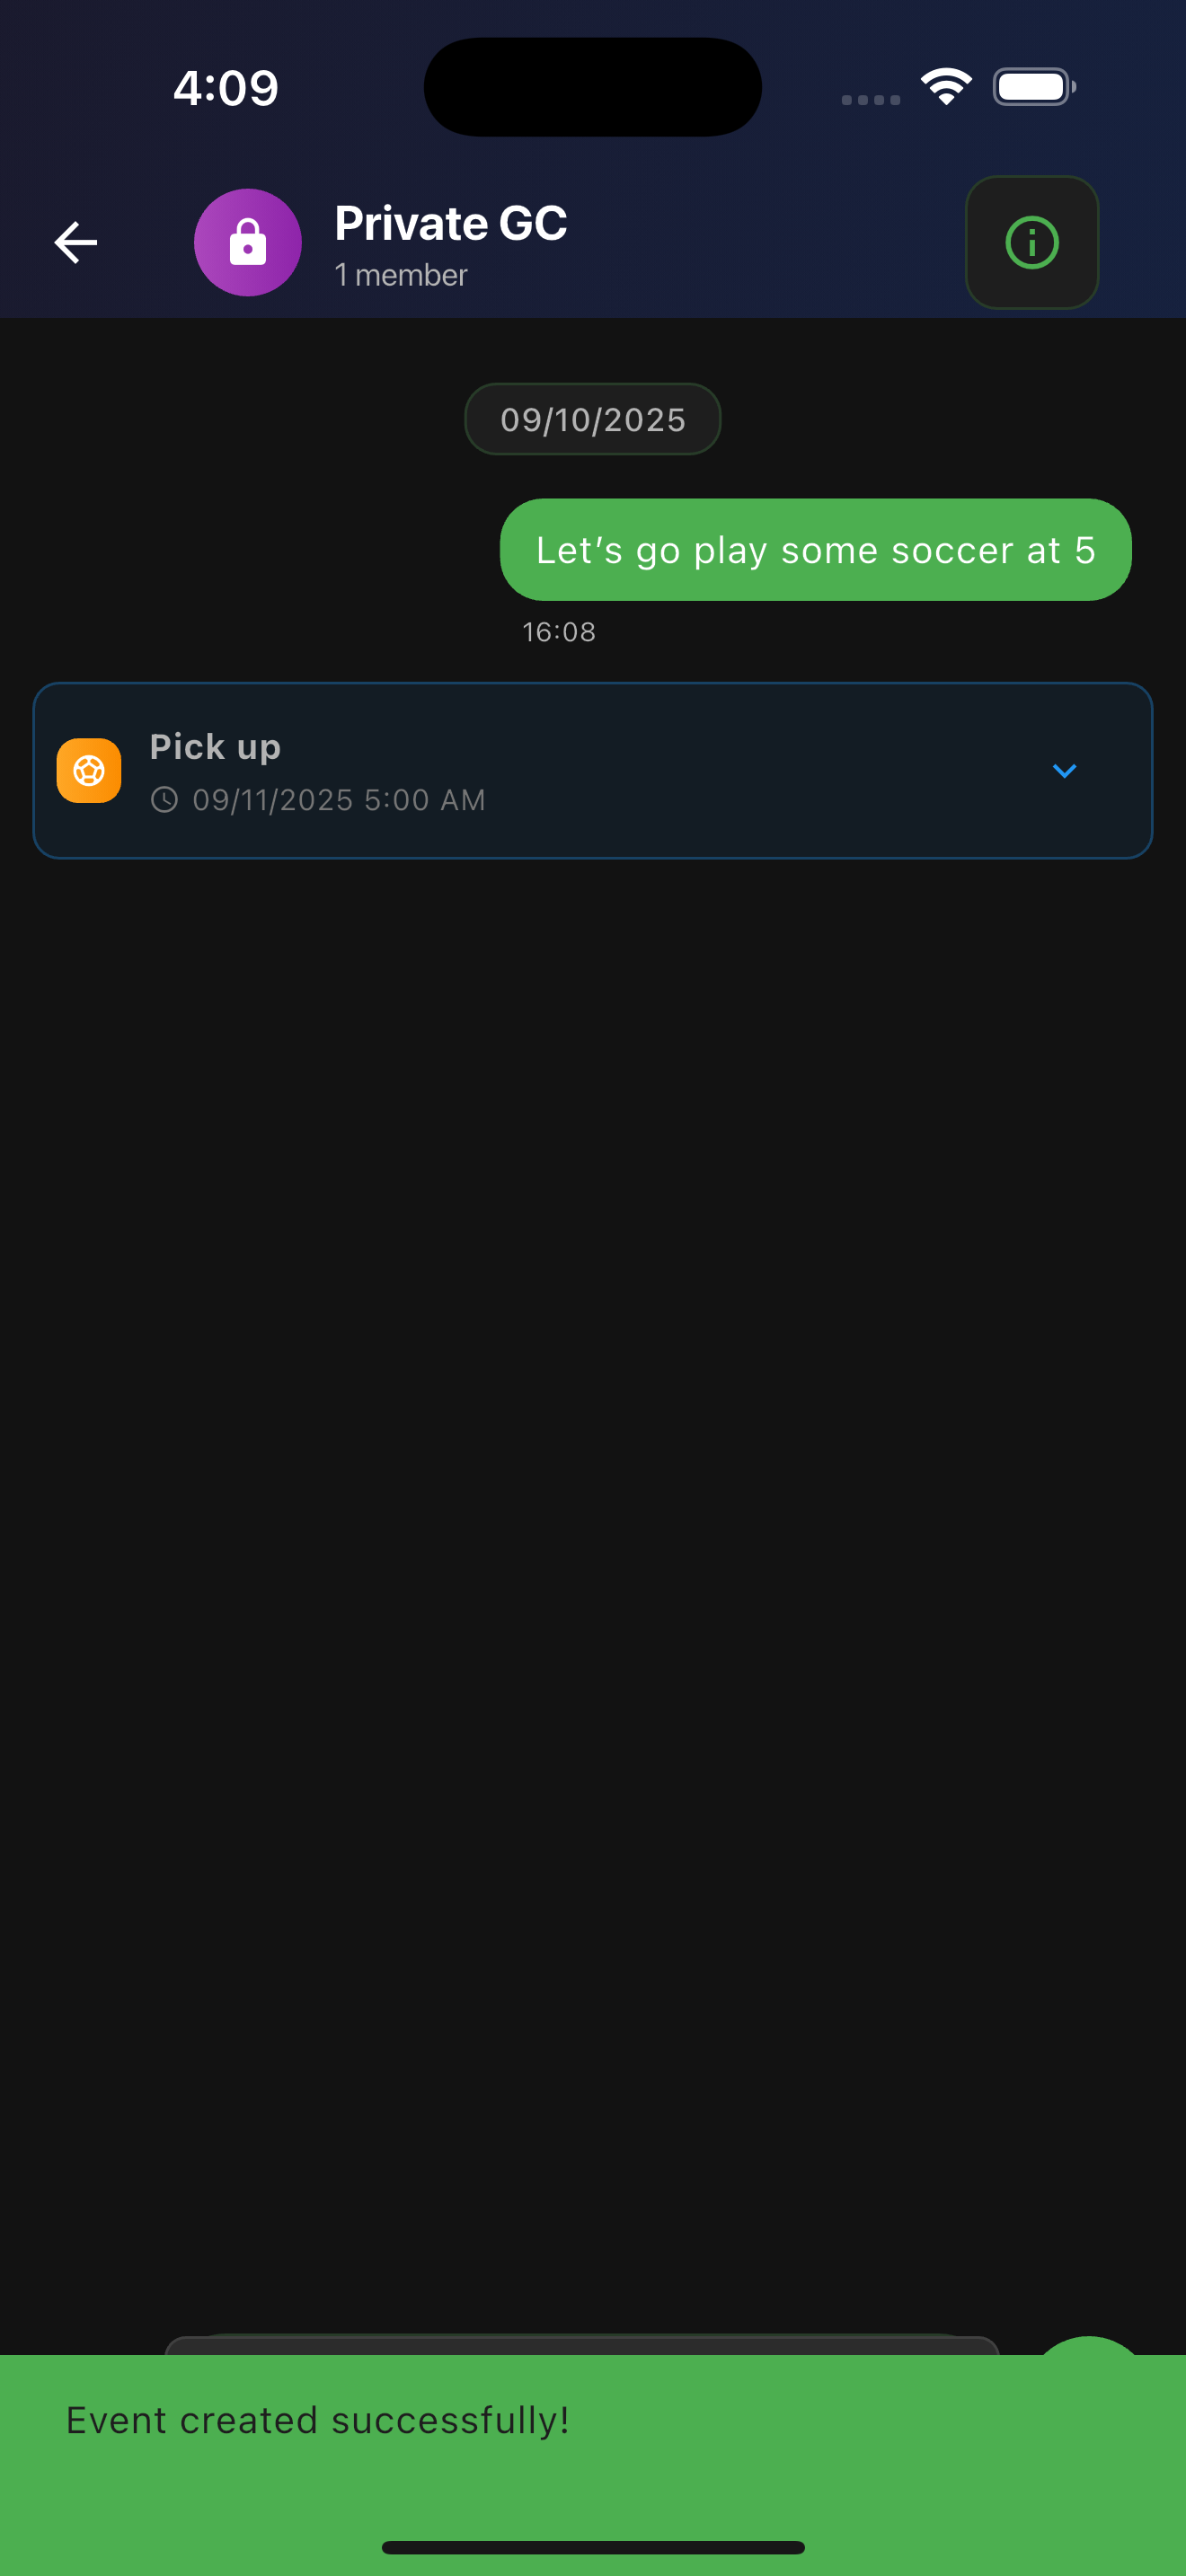 4:09
Private GC
1 member
09/10/2025
Let’s go play some soccer at 5
16:08
Pick up
09/11/2025 5:00 AM
Event created successfully!